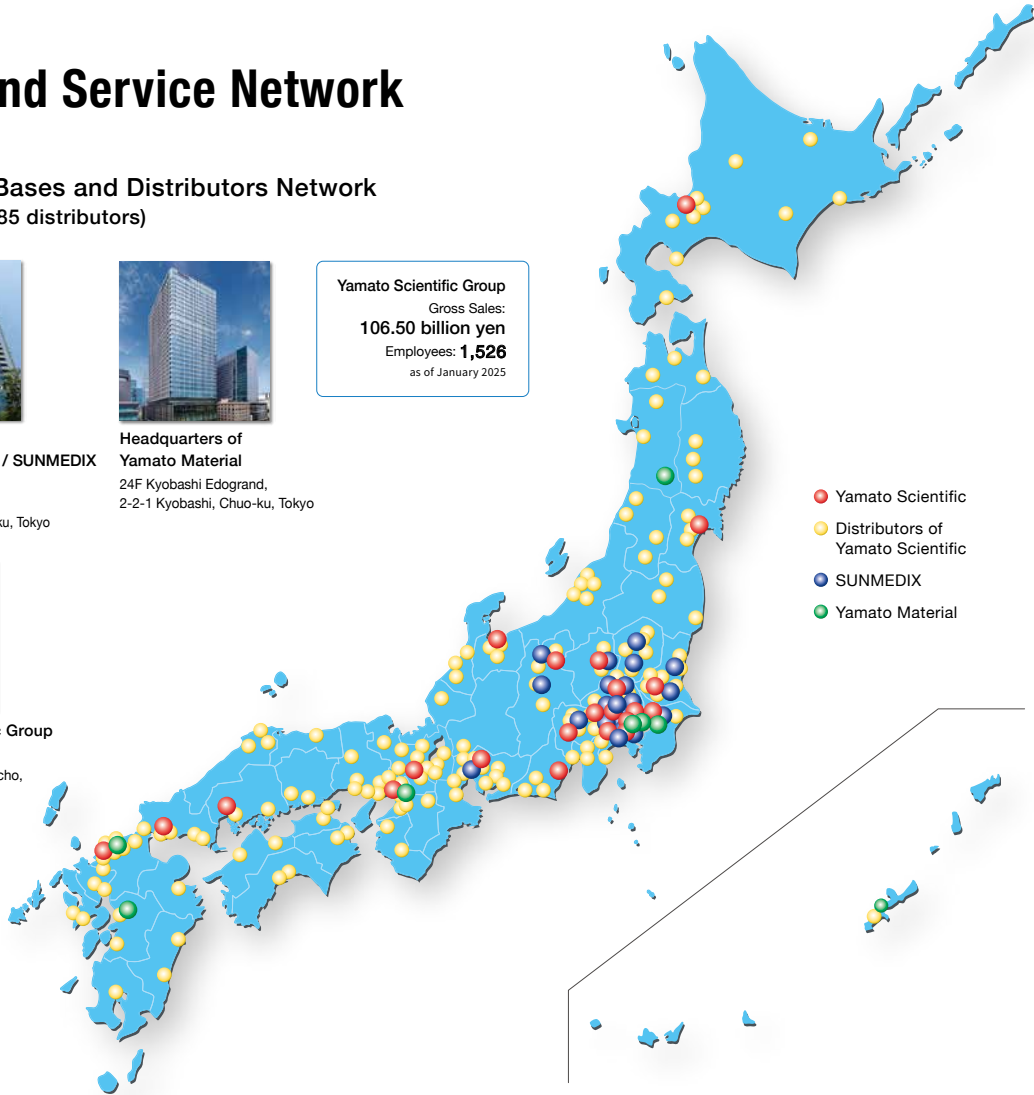 nd Service Network
Bases and Distributors Network
85 distributors)
Yamato Scientific Group
Gross Sales:
106.50 billion yen
Employees: 1,526
as of January 2025
/ SUNMEDIX
ku, Tokyo
Headquarters of
Yamato Material
24F Kyobashi Edogrand,
2-2-1 Kyobashi, Chuo-ku, Tokyo
Yamato Scientific
Distributors of
Yamato Scientific
SUNMEDIX
Yamato Material
c Group
cho,